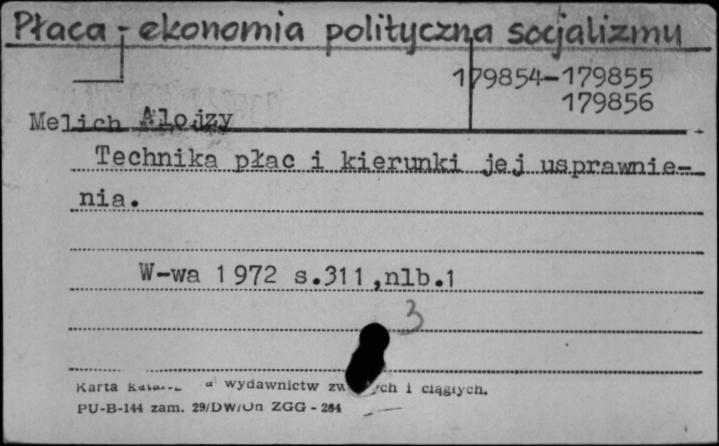 Płaca - ekonomia polityczna socjalizmu
179854-179855
179856
Melich Alojzy
Technika płac i kierunki jej usprawnie-
nia.
W-wa 1972 s.311,nlb.1
3
Karta wydawnictw i ciągłych.
PU-B-144 zam. 29/DW/On ZGG - 264